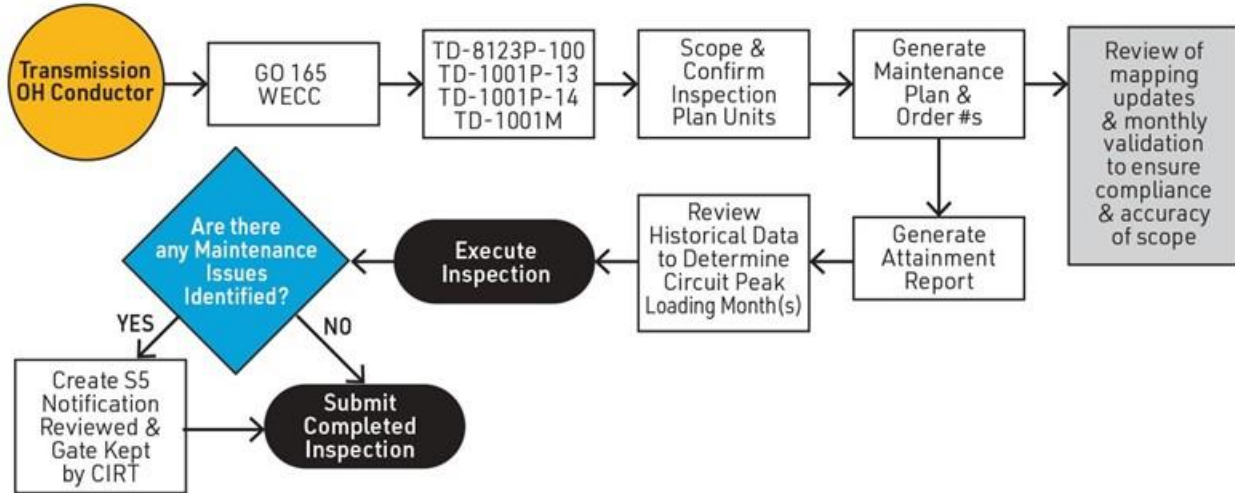 Transmission
OH Conductor
GO 165
WECC
TD-8123P-100
TD-1001P-13
TD-1001P-14
TD-1001M
Scope &
Confirm
Inspection
Plan Units
Generate
Maintenance
Plan &
Order #s
Review of
mapping
updates
& monthly
validation
to ensure
compliance
& accuracy
of scope
Generate
Attainment
Report
Review
Historical Data
to Determine
Circuit Peak
Loading Month(s)
Execute
Inspection
Are there
any Maintenance
Issues
Identified?
YES
NO
Create S5
Notification
Reviewed &
Gate Kept
by CIRT
Submit
Completed
Inspection